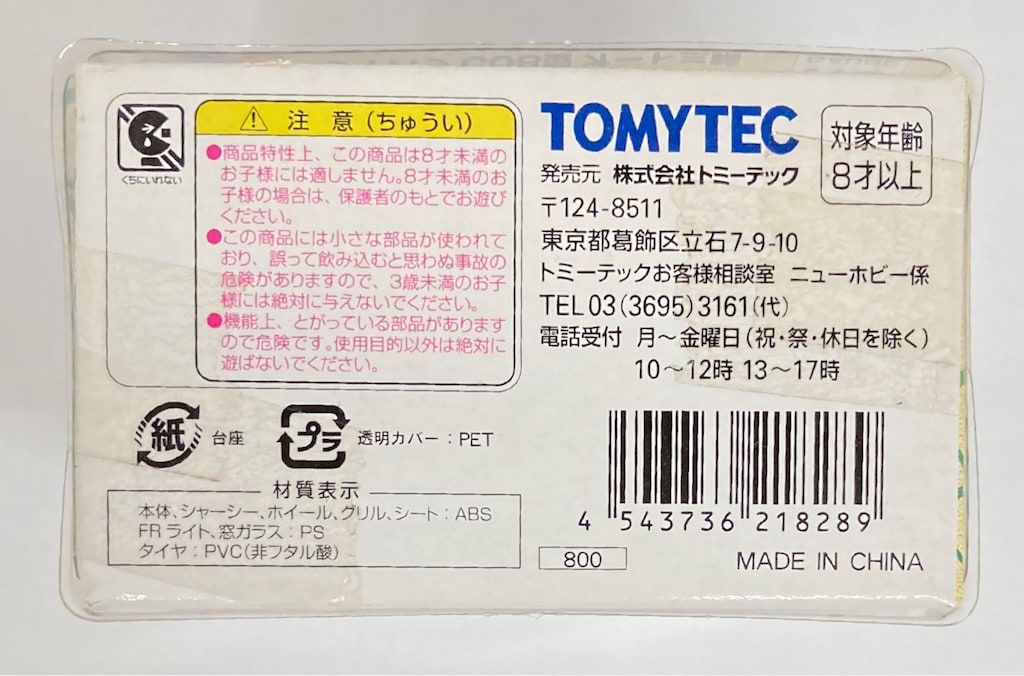 くちにいれない
注意(ちゅうい)
●商品特性上、この商品は8才未満の
お子様には適しません。8才未満のお
子様の場合は、保護者のもとでお遊び
ください。
●この商品には小さな部品が使われて
おり、誤って飲み込むと思わぬ事故の
危険がありますので、3歳未満のお子
様には絶対に与えないでください。
●機能上、とがっている部品があります
ので危険です。使用目的以外は絶対に
遊ばないでください。
TOMYTEC
対象年齢
8才以上
発売元 株式会社トミーテック
〒124-8511
東京都葛飾区立石7-9-10
トミーテックお客様相談室 ニューホビー係
TEL03(3695)3161(代)
電話受付 月〜金曜日(祝・祭・休日を除く)
10〜12時 13〜17時
紙 台座
プラ 透明カバー:PET
材質表示
本体、シャーシー、ホイール、グリル、シート:ABS
FRライト、窓ガラス:PS
タイヤ:PVC(非フタル酸)
4 543736 218289
800
MADE IN CHINA